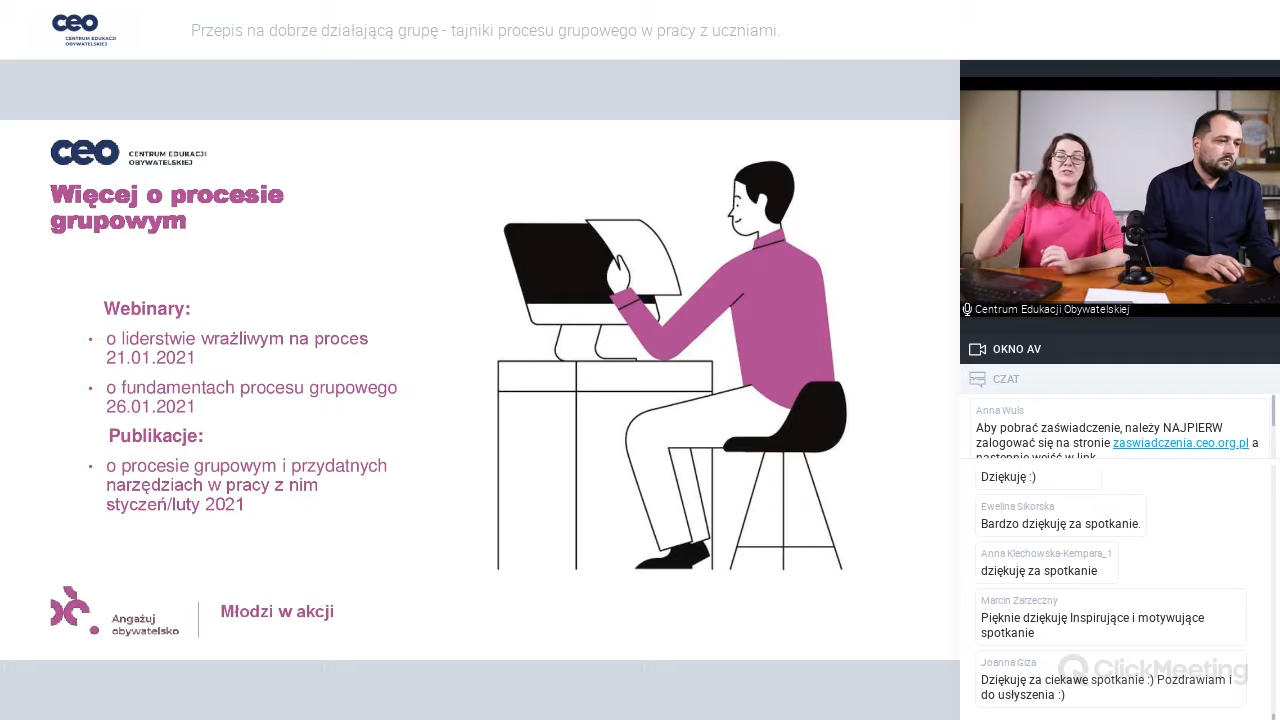 ceo
CENTRUM EDUKACJI
OBYWATELSKIEJ
Przepis na dobrze działającą grupę - tajniki procesu grupowego w pracy z uczniami.
ceo
CENTRUM EDUKACJI
OBYWATELSKIEJ
Więcej o procesie
grupowym
Webinary:
• o liderstwie wrażliwym na proces
21.01.2021
• o fundamentach procesu grupowego
26.01.2021
Publikacje:
• o procesie grupowym i przydatnych
narzędziach w pracy z nim
styczeń/luty 2021
Angażuj
obywatelsko
Młodzi w akcji
Centrum Edukacji Obywatelskiej
OKNO AV
CZAT
Anna Wuls
Aby pobrać zaświadczenie, należy NAJPIERW
zalogować się na stronie zaswiadczenia.ceo.org.pl a
następnie wejść w link
Dziękuję :)
Ewelina Sikorska
Bardzo dziękuję za spotkanie.
Anna Klechowska-Kempara_1
dziękuję za spotkanie
Marcin Zarzeczny
Pięknie dziękuję Inspirujące i motywujące
spotkanie
Joanna Giza
Dziękuję za ciekawe spotkanie :) Pozdrawiam i
do usłyszenia :)
ClickMeeting